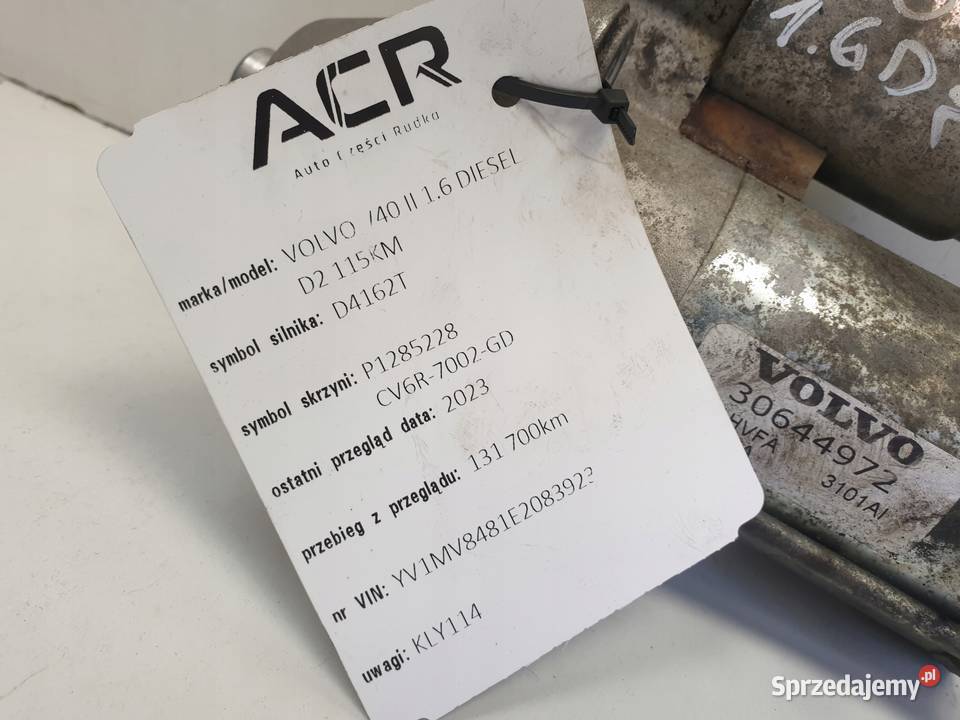 ACR
Auto Części Rudka
marka/model: VOLVO V40 II 1.6 DIESEL
D2 115KM
symbol silnika: D4162T
symbol skrzyni: P1285228
CV6R-7002-GD
ostatni przegląd data: 2023
przebieg z przeglądu: 131 700km
nr VIN: YV1MV8481E2083923
uwagi: KLY114
1.6D2
VOLVO
30644972
HVFA
3101AI
Sprzedajemy.pl